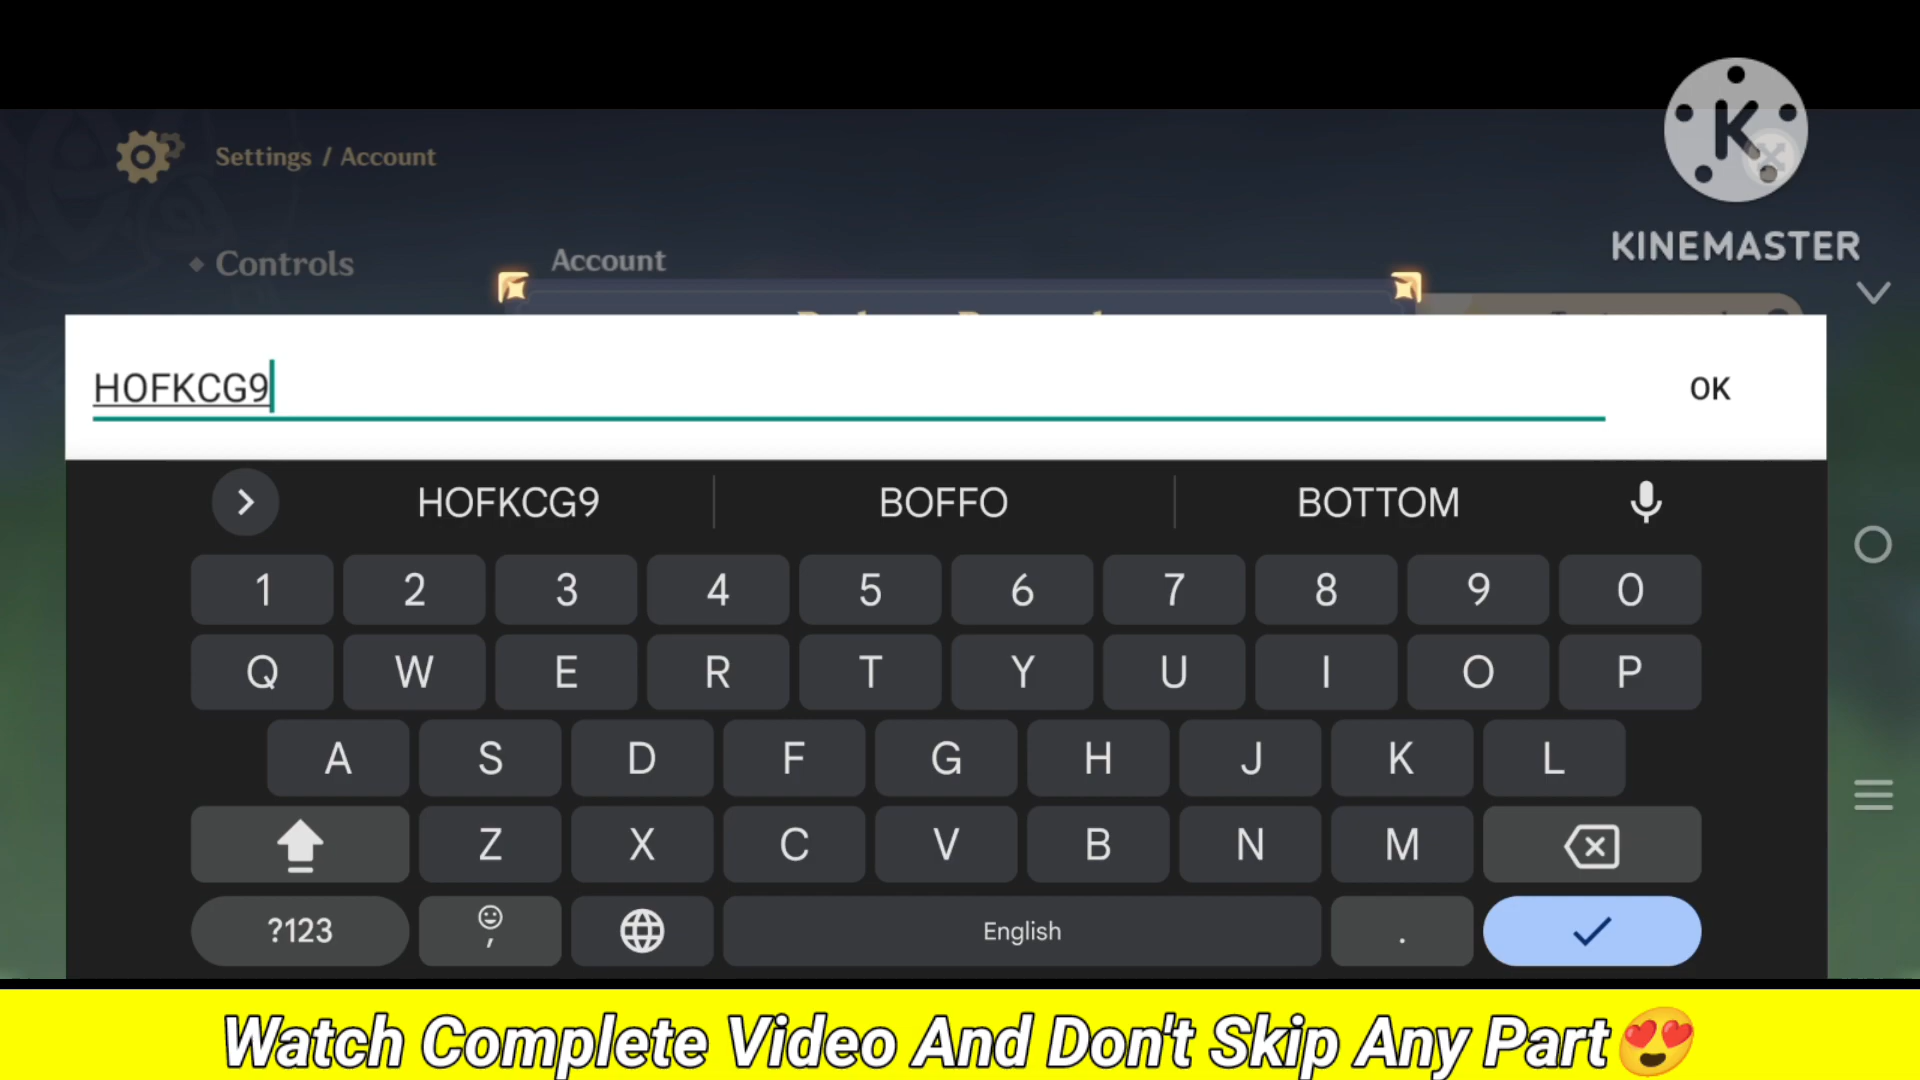 K
KINEMASTER
Settings / Account
Controls
Account
HOFKCG9
OK
HOFKCG9 BOFFO BOTTOM
1 2 3 4 5 6 7 8 9 0
Q W E R T Y U I O P
A S D F G H J K L
Z X C V B N M
?123 , English .
Watch Complete Video And Don't Skip Any Part😍